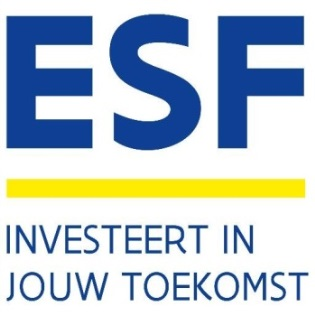 ESF
INVESTEERT IN
JOUW TOEKOMST